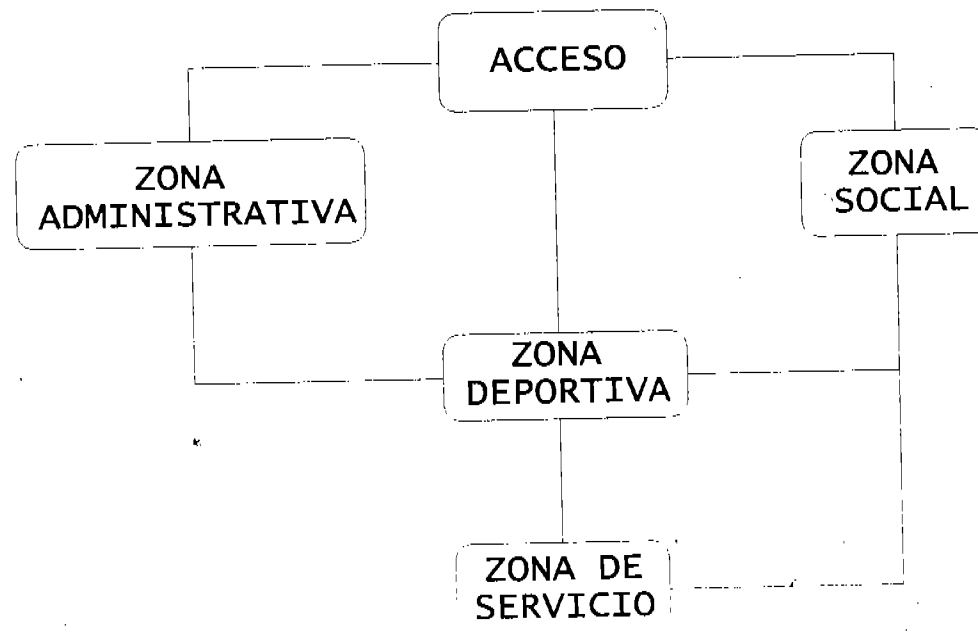 ACCESO
ZONA
ADMINISTRATIVA
ZONA
SOCIAL
ZONA
DEPORTIVA
ZONA DE
SERVICIO